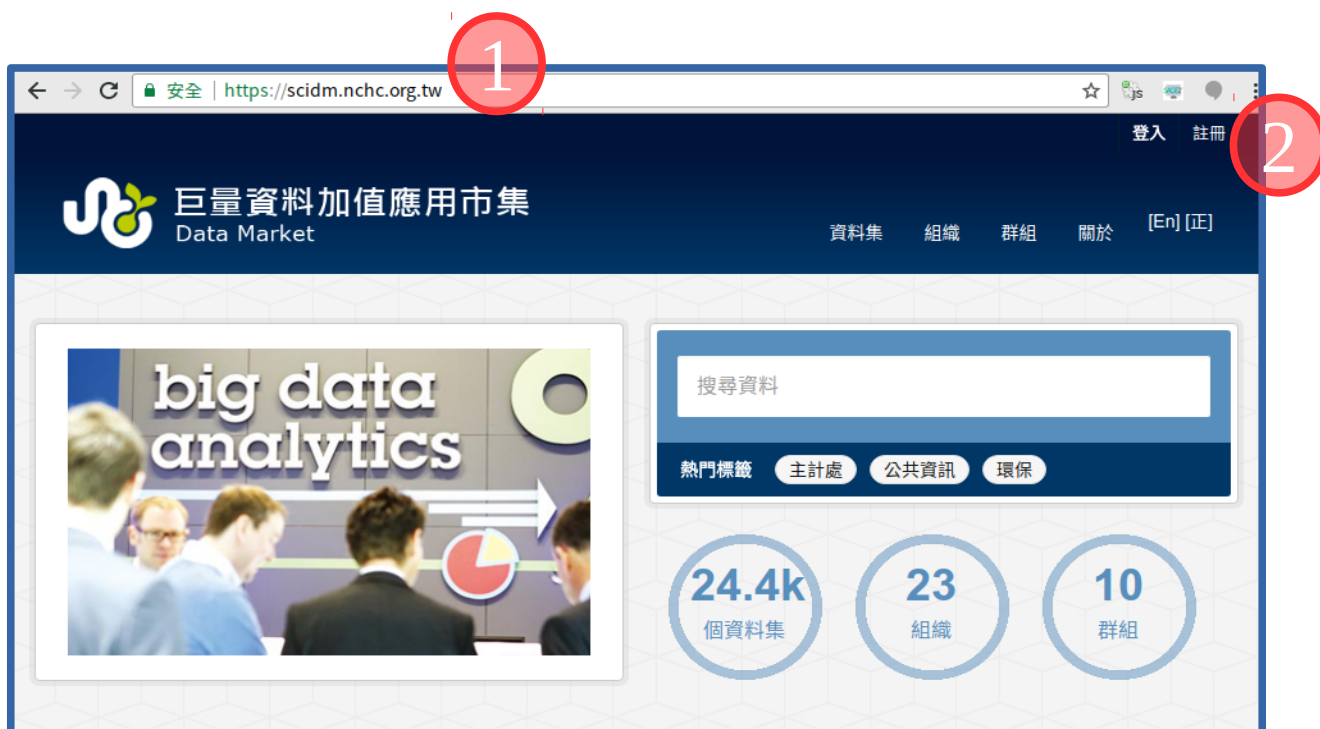 1
安全 | https://scidm.nchc.org.tw
js
登入 註冊
2
巨量資料加值應用市集
Data Market
資料集 組織 群組 關於 [En] [正]
big data
analytics
搜尋資料
熱門標籤 主計處 公共資訊 環保
24.4k 23 10
個資料集 組織 群組